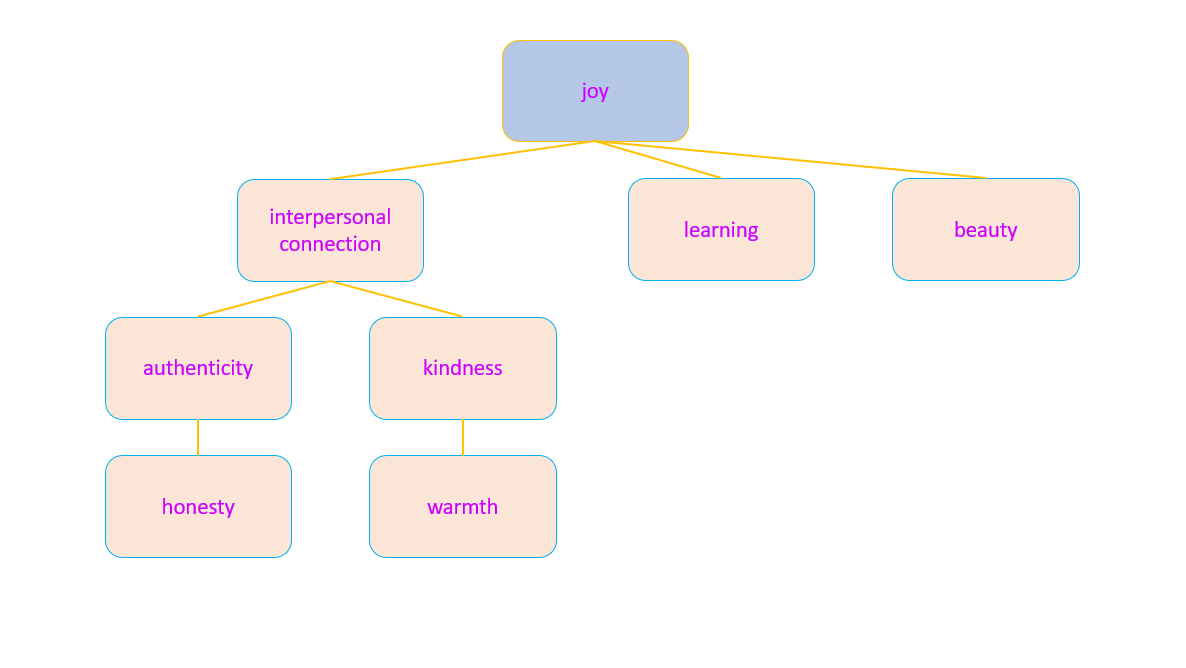 joy
interpersonal
connection
learning
beauty
authenticity
kindness
honesty
warmth